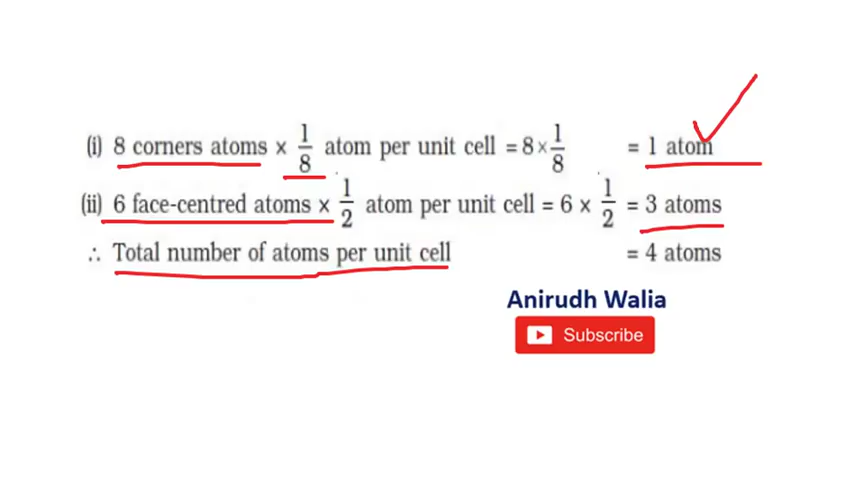 (i) 8 corners atoms × 1/8 atom per unit cell = 8 × 1/8 = 1 atom
(ii) 6 face-centred atoms × 1/2 atom per unit cell = 6 × 1/2 = 3 atoms
∴ Total number of atoms per unit cell = 4 atoms
Anirudh Walia
Subscribe